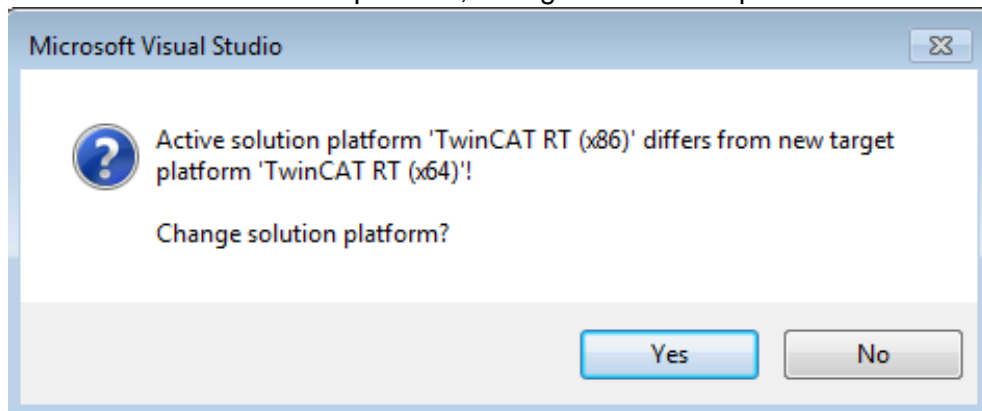 Microsoft Visual Studio
Active solution platform 'TwinCAT RT (x86)' differs from new target
platform 'TwinCAT RT (x64)'!
Change solution platform?
Yes
No